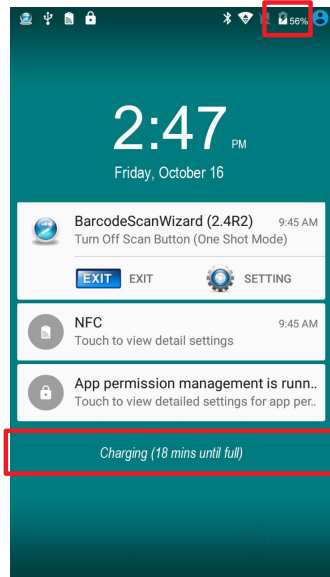 56%
2:47 PM
Friday, October 16
BarcodeScanWizard (2.4R2) 9:45 AM
Turn Off Scan Button (One Shot Mode)
EXIT EXIT SETTING
NFC 9:45 AM
Touch to view detail settings
App permission management is runn..
Touch to view detailed settings for app per..
Charging (18 mins until full)